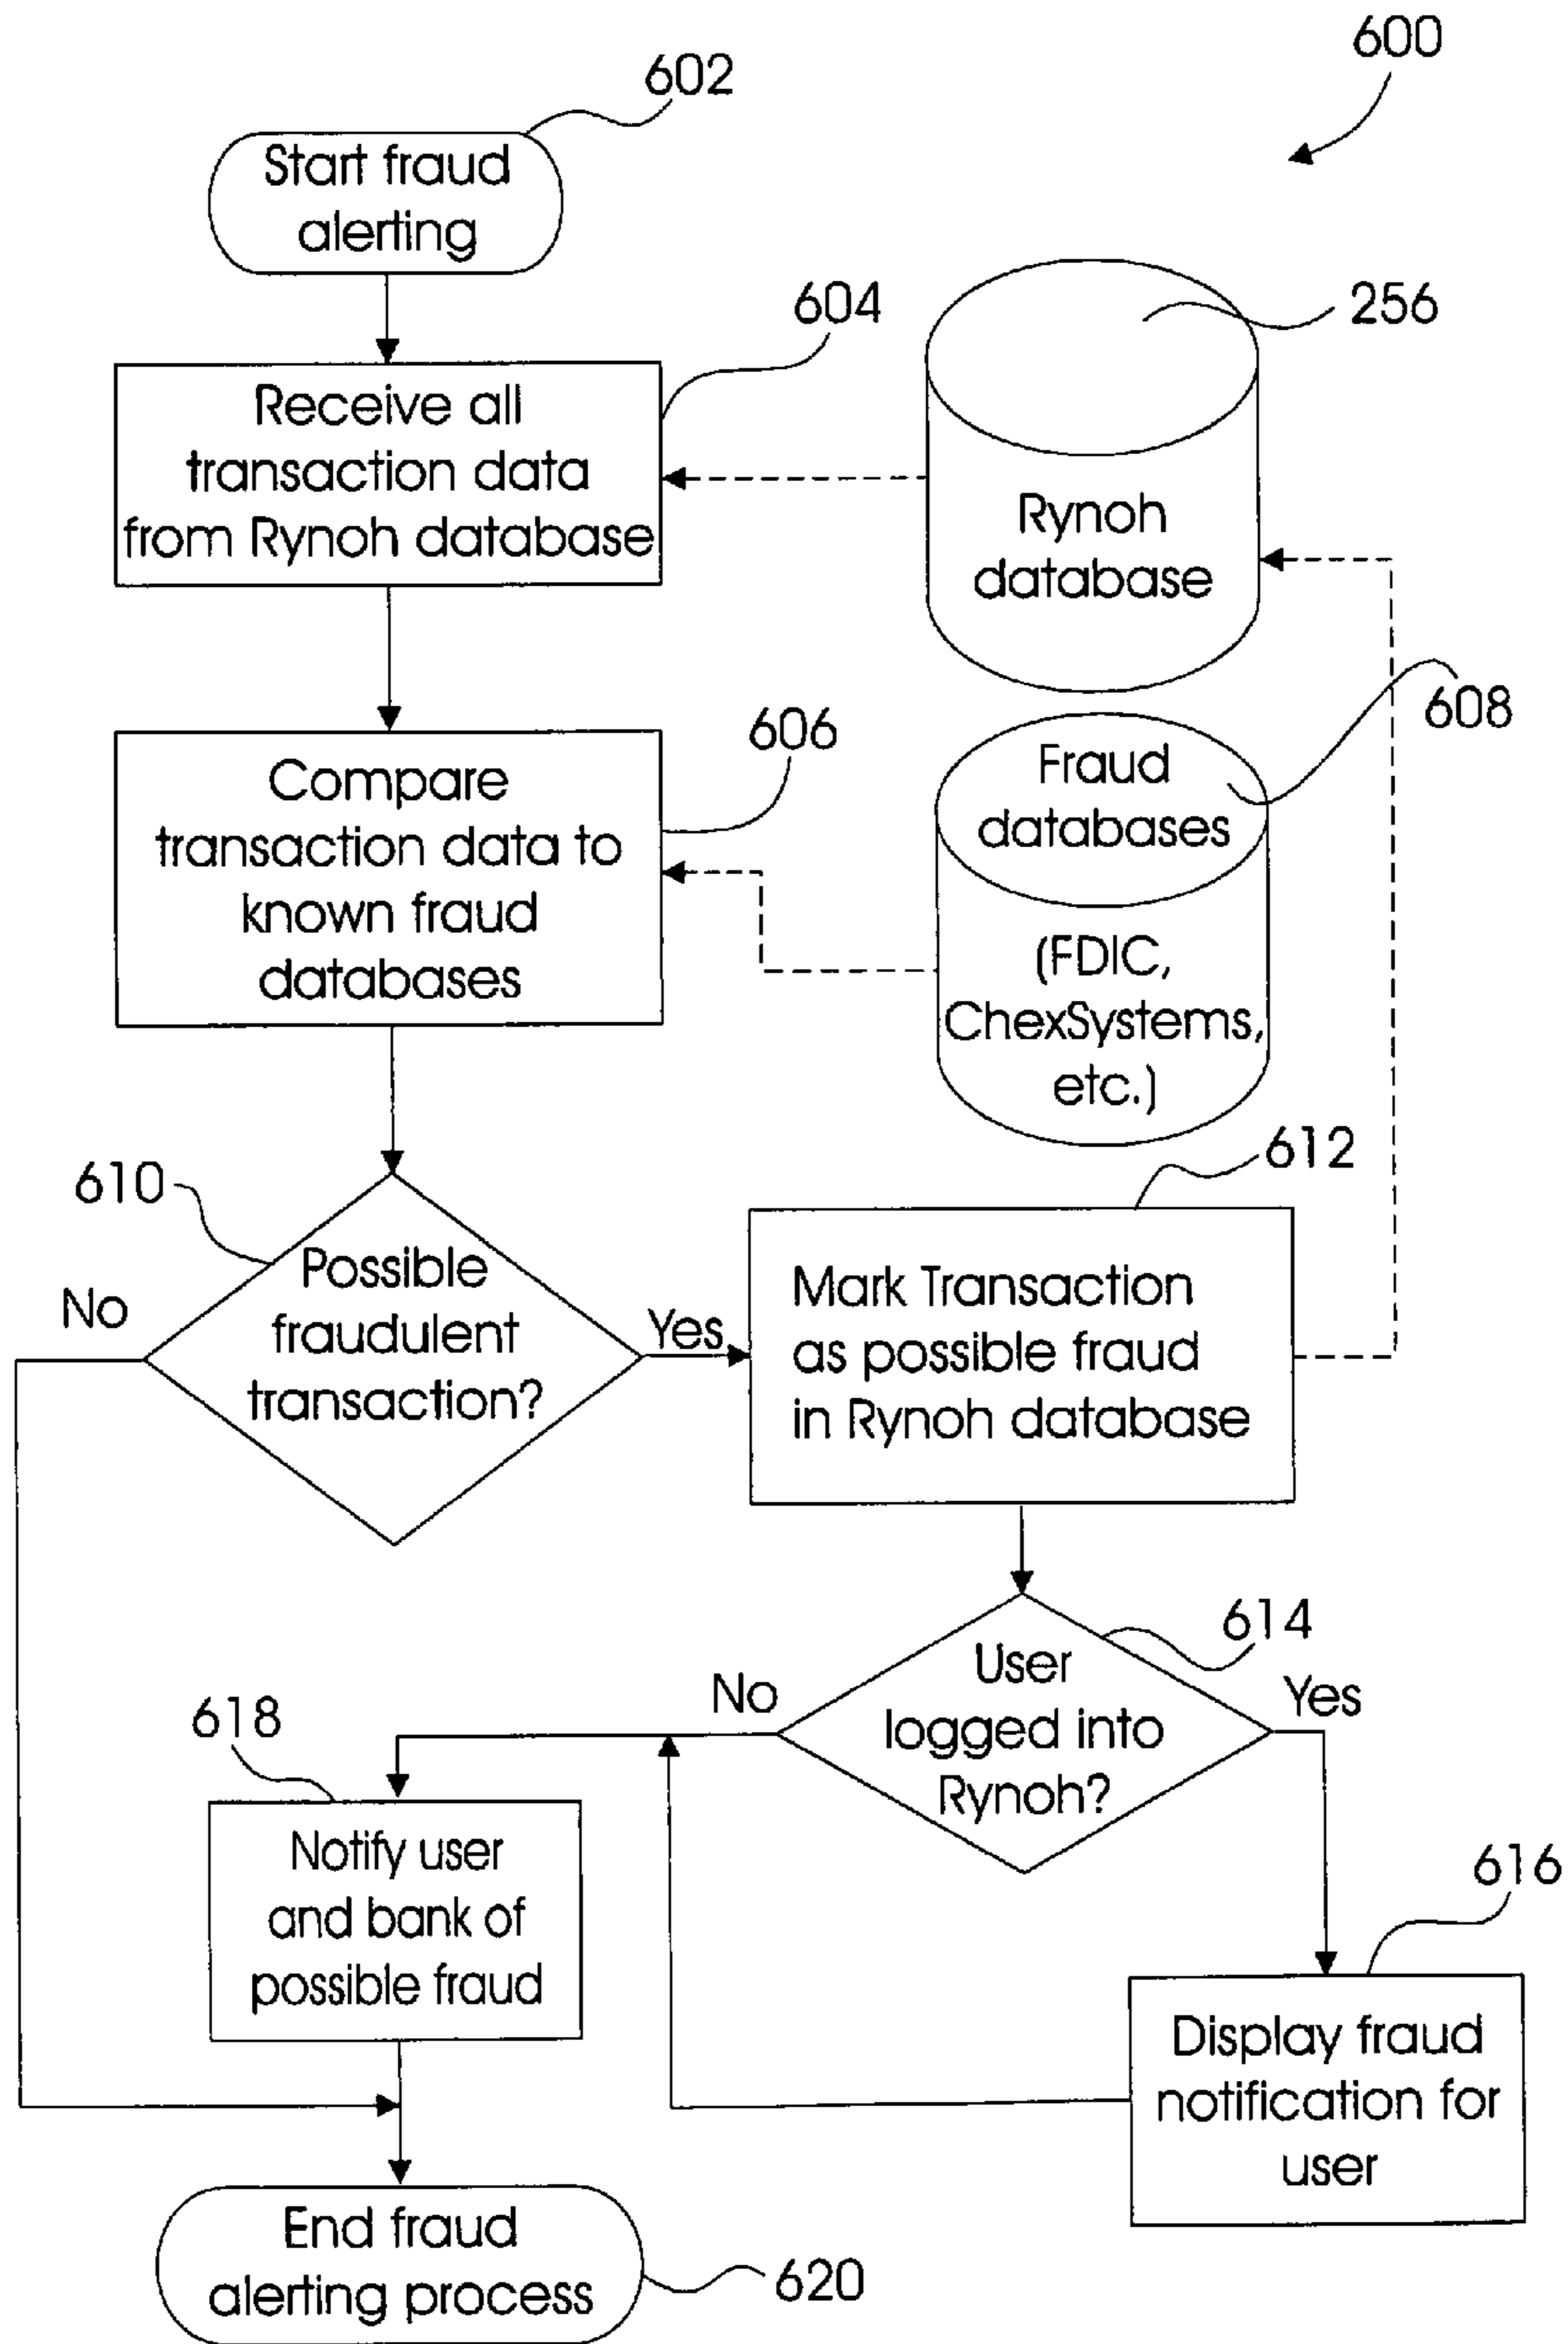 600
602
Start fraud
alerting
604
256
Receive all
transaction data
from Rynoh database
Rynoh
database
608
606
Compare
transaction data to
known fraud
databases
Fraud
databases
(FDIC,
ChexSystems,
etc.)
612
610
Possible
fraudulent
transaction?
No
Yes
Mark Transaction
as possible fraud
in Rynoh database
614
User
logged into
Rynoh?
No
Yes
618
Notify user
and bank of
possible fraud
616
Display fraud
notification for
user
End fraud
alerting process
620